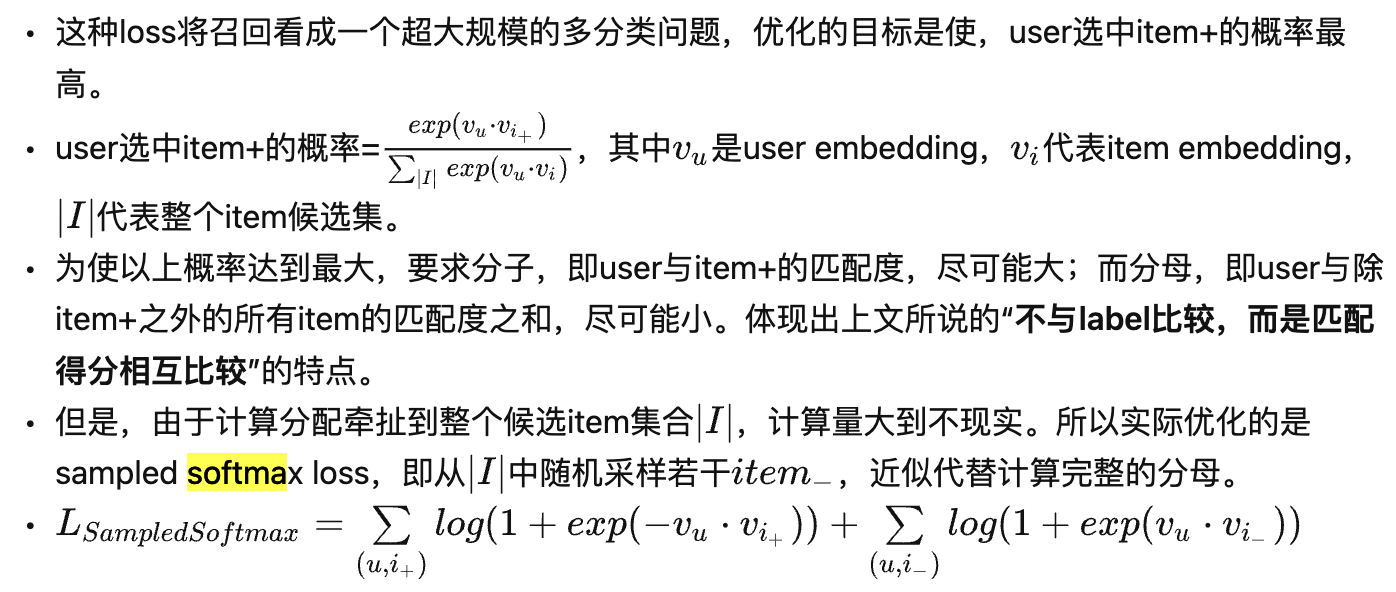 • 这种loss将召回看成一个超大规模的多分类问题，优化的目标是使，user选中item+的概率最
高。
• user选中item+的概率=$\frac{exp(v_u \cdot v_{i_+})}{\sum_{|I|} exp(v_u \cdot v_i)}$，其中$v_u$是user embedding，$v_i$代表item embedding，
$|I|$代表整个item候选集。
• 为使以上概率达到最大，要求分子，即user与item+的匹配度，尽可能大；而分母，即user与除
item+之外的所有item的匹配度之和，尽可能小。体现出上文所说的“不与label比较，而是匹配
得分相互比较”的特点。
• 但是，由于计算分配牵扯到整个候选item集合$|I|$，计算量大到不现实。所以实际优化的是
sampled softmax loss，即从$|I|$中随机采样若干$item_-$，近似代替计算完整的分母。
• $L_{SampledSoftmax} = \sum_{(u,i_+)} log(1 + exp(-v_u \cdot v_{i_+})) + \sum_{(u,i_-)} log(1 + exp(v_u \cdot v_{i_-}))$